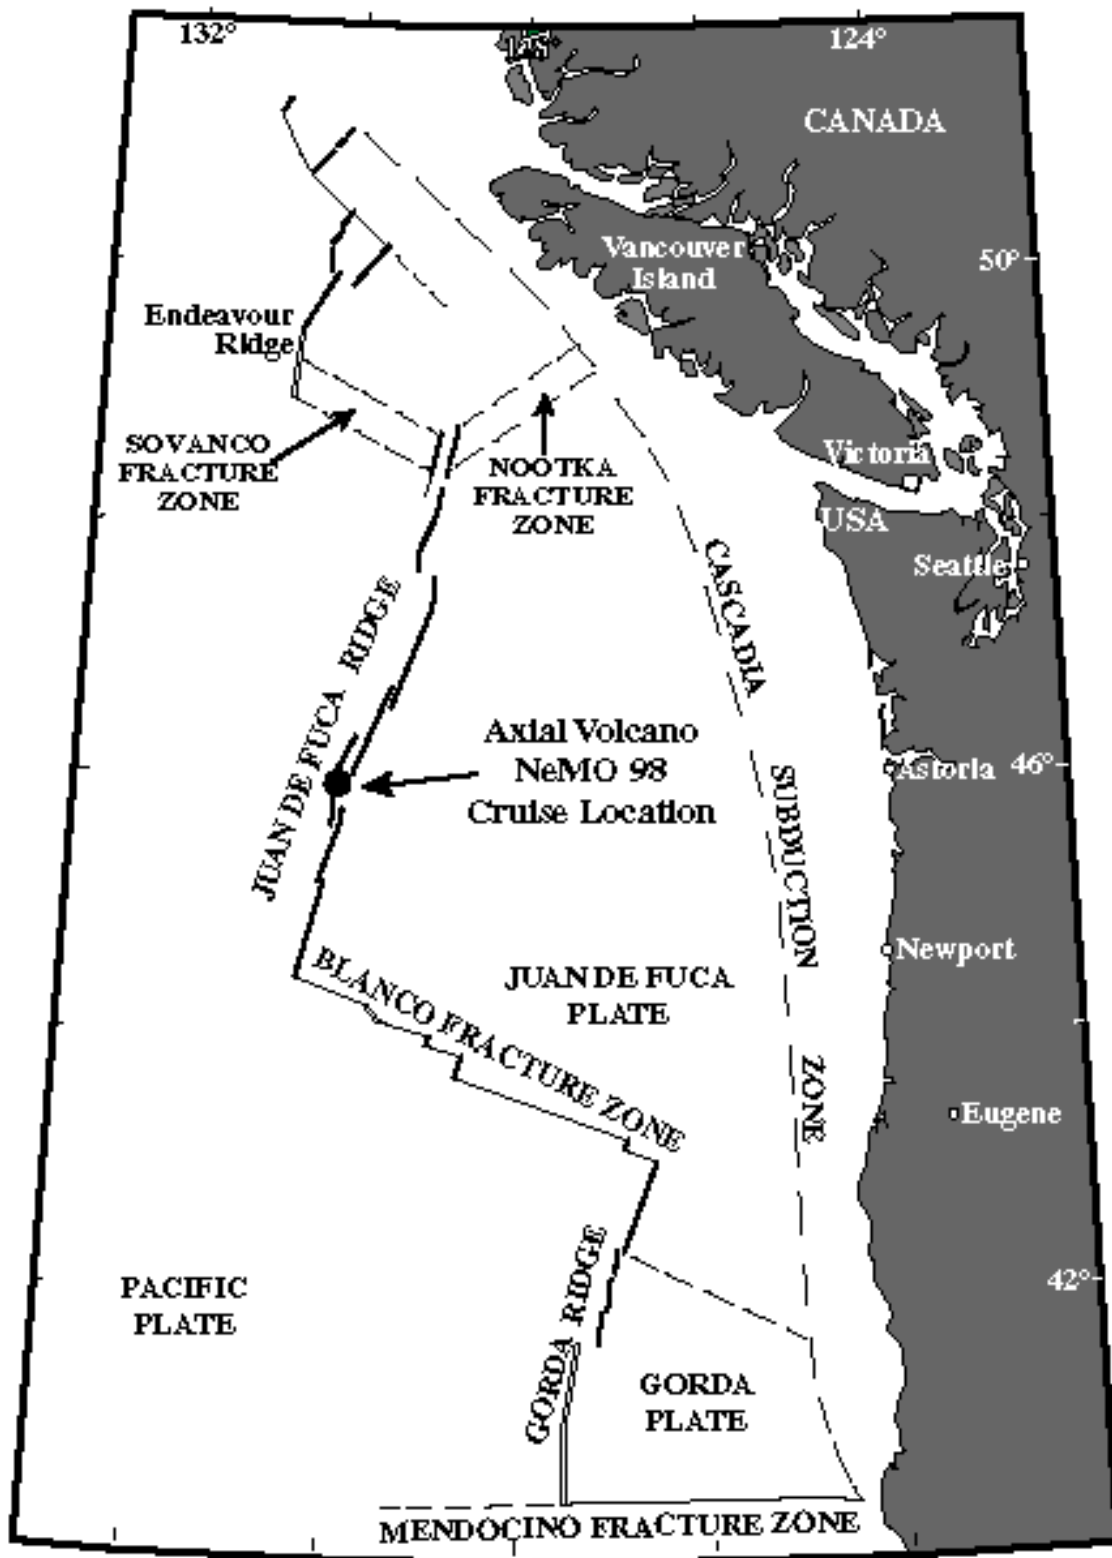 132°
128°
124°
CANADA
Vancouver
Island
50°
Endeavour
Ridge
SOVANCO
FRACTURE
ZONE
NOOTKA
FRACTURE
ZONE
Victoria
USA
Seattle
CASCADIA
SUBDUCTION
ZONE
JUAN DE FUCA RIDGE
Axial Volcano
NeMO 98
Cruise Location
Astoria
46°
Newport
BLANCO FRACTURE ZONE
JUAN DE FUCA
PLATE
Eugene
PACIFIC
PLATE
42°
GORDA RIDGE
GORDA
PLATE
MENDOCINO FRACTURE ZONE